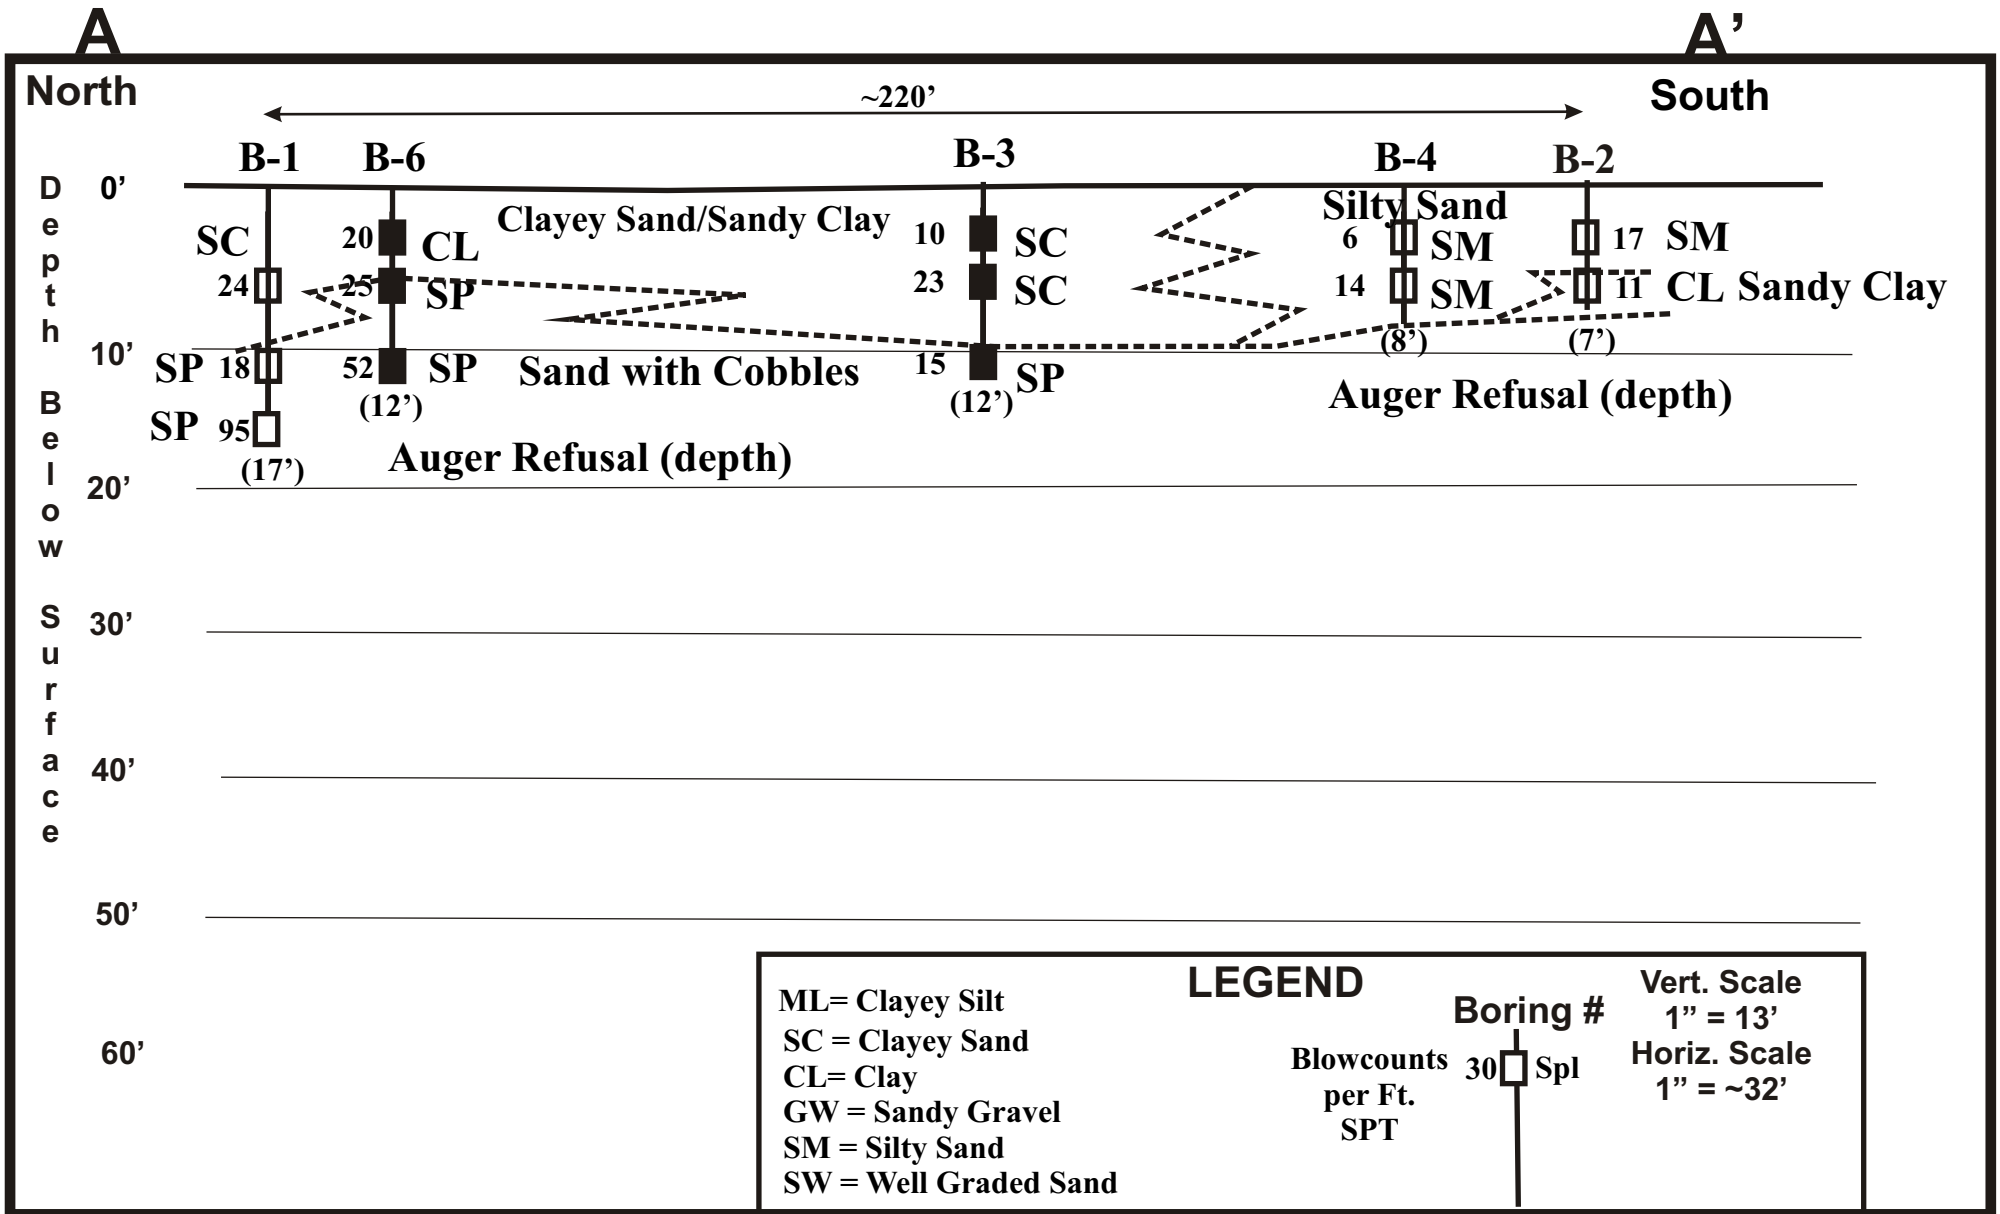 A A’
North South
~220’
B-1 B-6 B-3 B-4 B-2
Depth Below Surface
0’
Clayey Sand/Sandy Clay
Silty Sand
SC 20 CL 10 SC 6 SM 17 SM
24 25 SP 23 SC 14 SM 11 CL Sandy Clay
10’
(8’) (7’)
SP 18 52 SP Sand with Cobbles 15 SP
(12’) (12’) Auger Refusal (depth)
SP 95
(17’) Auger Refusal (depth)
20’
30’
40’
50’
60’
LEGEND
ML= Clayey Silt
SC = Clayey Sand
CL= Clay
GW = Sandy Gravel
SM = Silty Sand
SW = Well Graded Sand
Boring #
Blowcounts
per Ft.
SPT
30 Spl
Vert. Scale
1” = 13’
Horiz. Scale
1” = ~32’